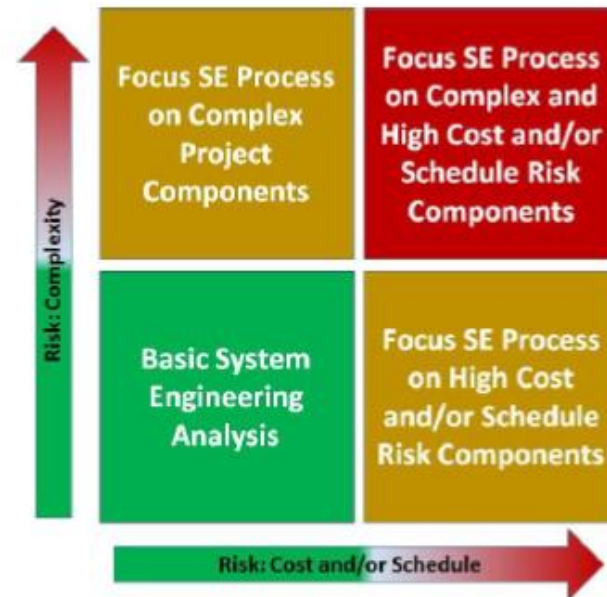 Focus SE Process
on Complex
Project
Components
Focus SE Process
on Complex and
High Cost and/or
Schedule Risk
Components
Risk: Complexity
Basic System
Engineering
Analysis
Focus SE Process
on High Cost
and/or Schedule
Risk Components
Risk: Cost and/or Schedule